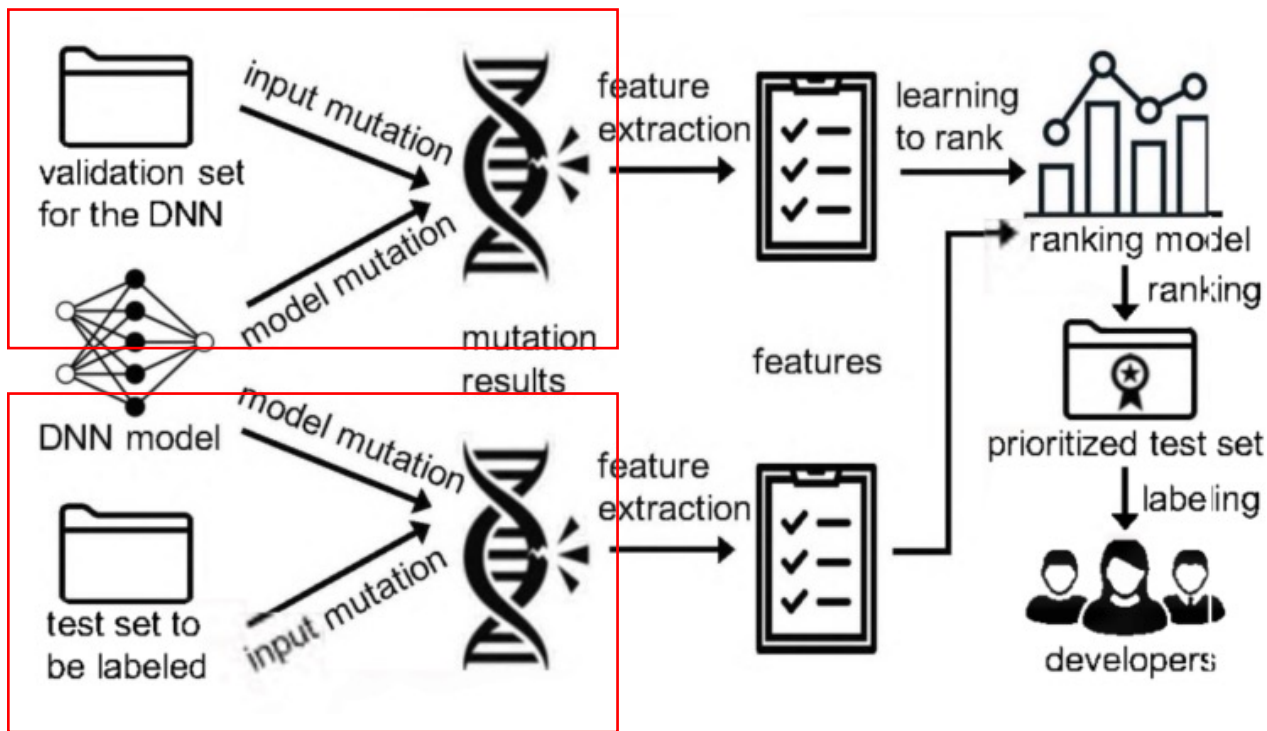 validation set
for the DNN
input mutation
model mutation
feature
extraction
learning
to rank
ranking model
ranking
mutation
results
features
DNN model
model mutation
input mutation
feature
extraction
prioritized test set
labeling
test set to
be labeled
developers